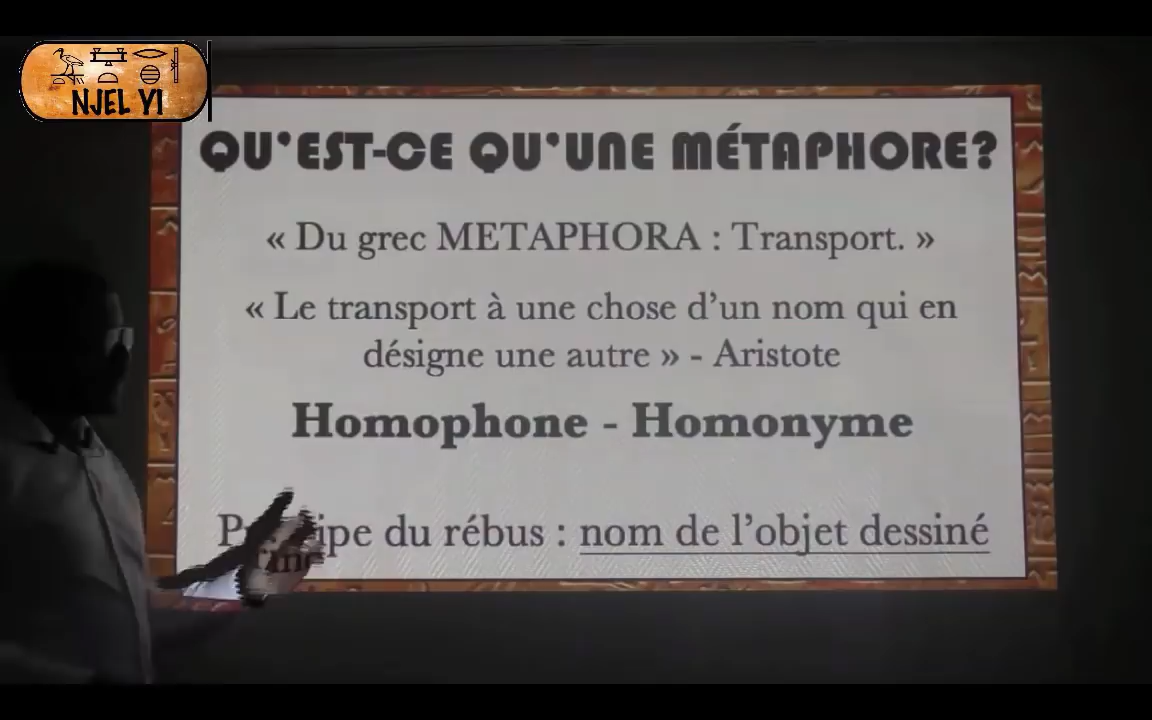 NJEL YI
QU'EST-CE QU'UNE MÉTAPHORE?
« Du grec METAPHORA : Transport. »
« Le transport à une chose d'un nom qui en
désigne une autre » - Aristote
Homophone - Homonyme
Principe du rébus : nom de l'objet dessiné